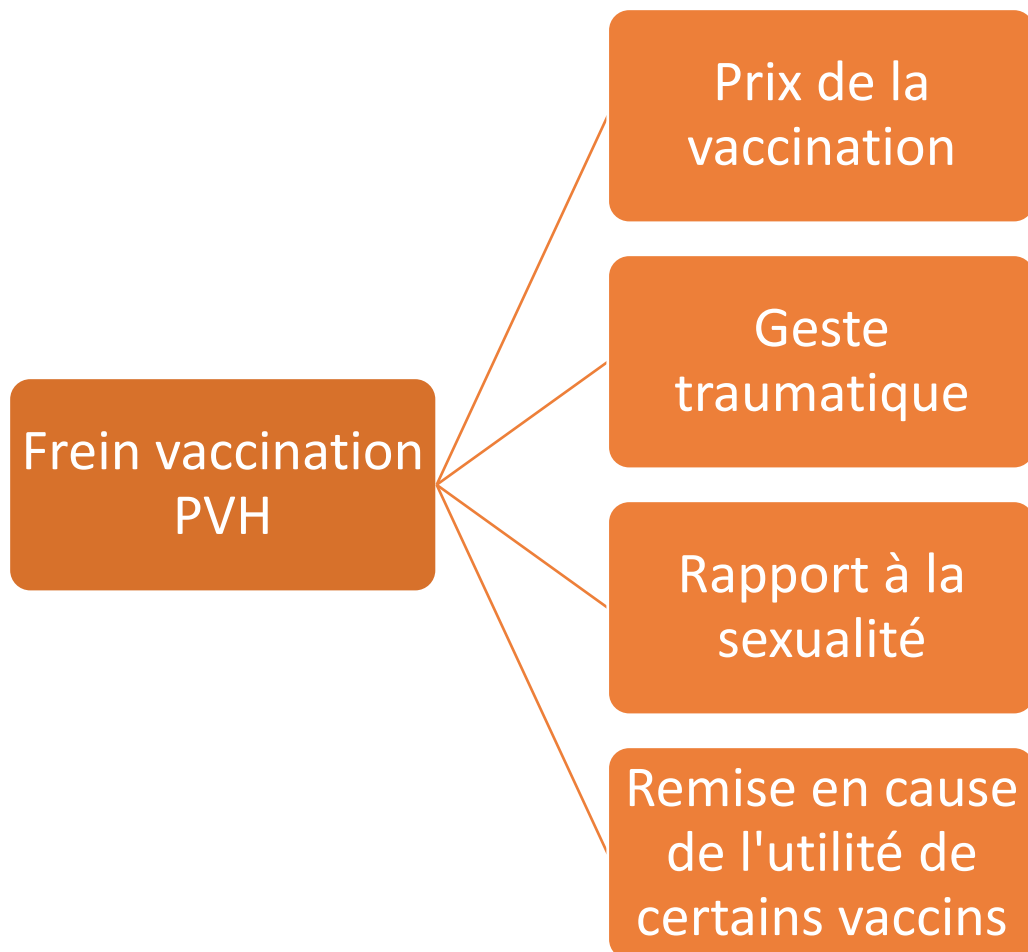 Prix de la
vaccination
Geste
traumatique
Frein vaccination
PVH
Rapport à la
sexualité
Remise en cause
de l'utilité de
certains vaccins